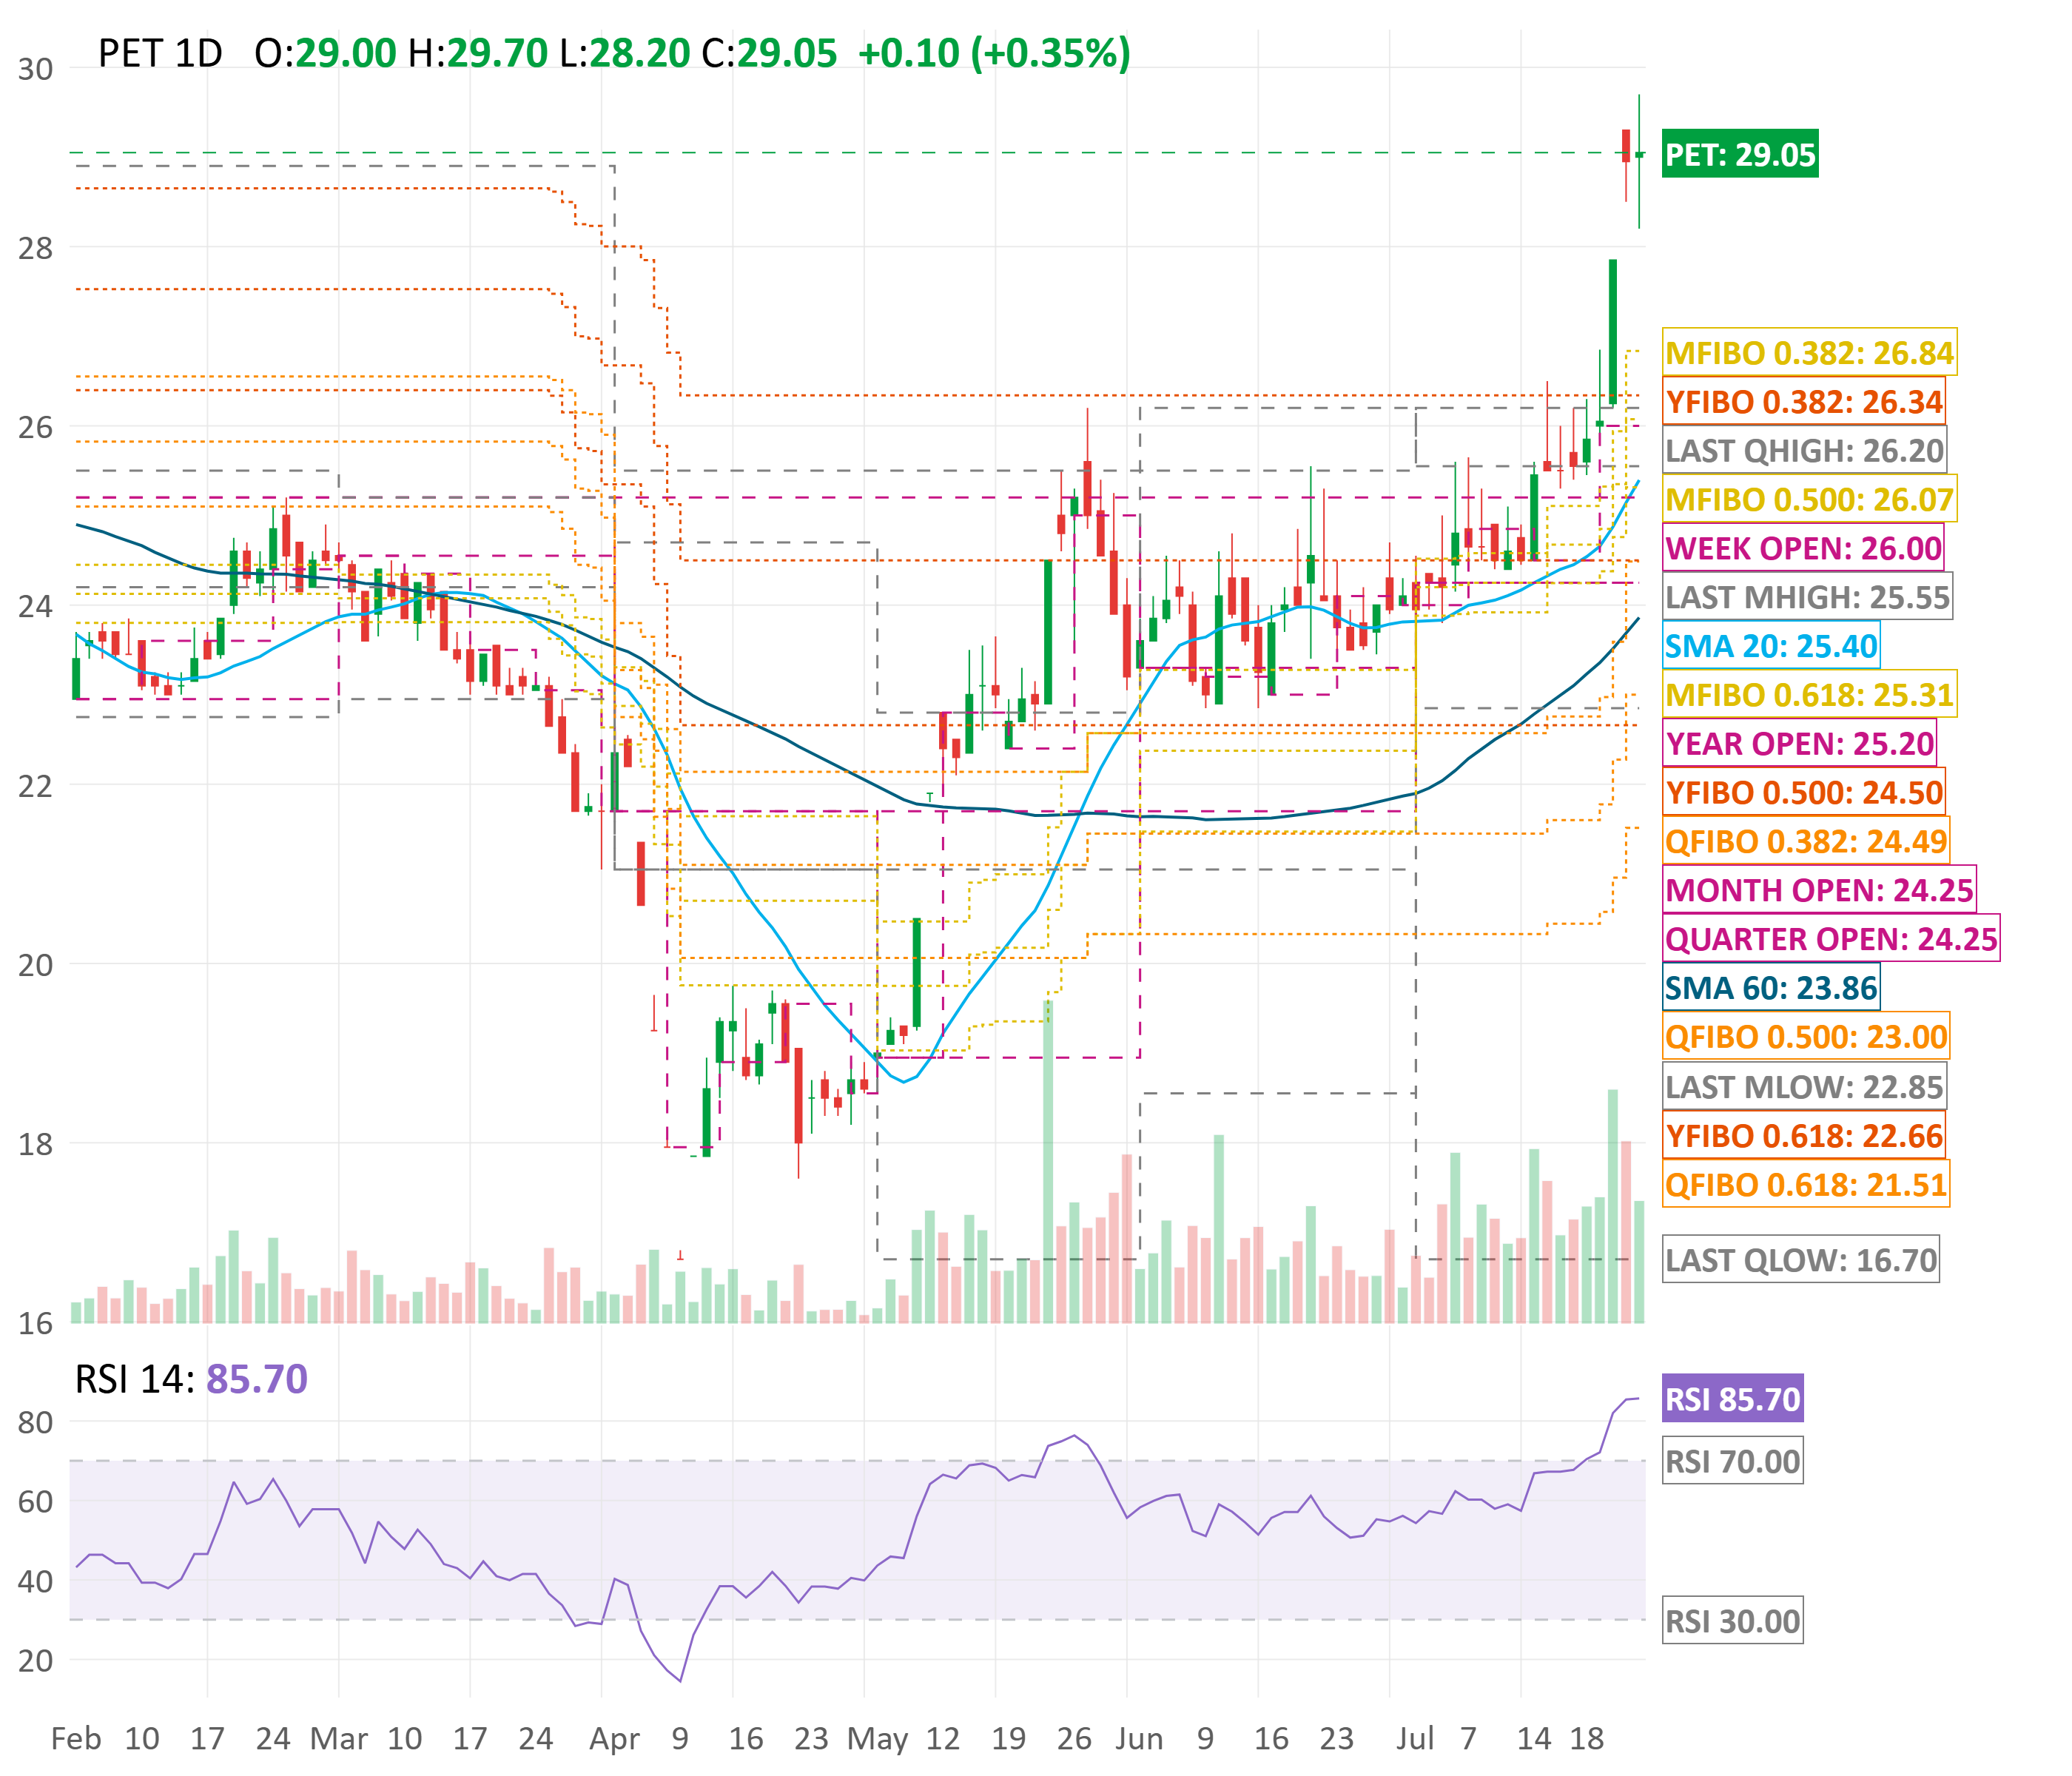 PET 1D O:29.00 H:29.70 L:28.20 C:29.05 +0.10 (+0.35%)
30
28
26
24
22
20
18
16
PET: 29.05
MFIBO 0.382: 26.84
YFIBO 0.382: 26.34
LAST QHIGH: 26.20
MFIBO 0.500: 26.07
WEEK OPEN: 26.00
LAST MHIGH: 25.55
SMA 20: 25.40
MFIBO 0.618: 25.31
YEAR OPEN: 25.20
YFIBO 0.500: 24.50
QFIBO 0.382: 24.49
MONTH OPEN: 24.25
QUARTER OPEN: 24.25
SMA 60: 23.86
QFIBO 0.500: 23.00
LAST MLOW: 22.85
YFIBO 0.618: 22.66
QFIBO 0.618: 21.51
LAST QLOW: 16.70
RSI 14: 85.70
80
60
40
20
RSI 85.70
RSI 70.00
RSI 30.00
Feb 10 17 24 Mar 10 17 24 Apr 9 16 23 May 12 19 26 Jun 9 16 23 Jul 7 14 18